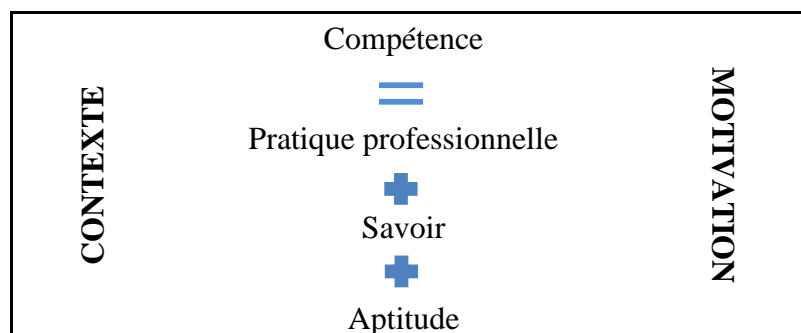 Compétence
=
Pratique professionnelle
+
Savoir
+
Aptitude
CONTEXTE
MOTIVATION